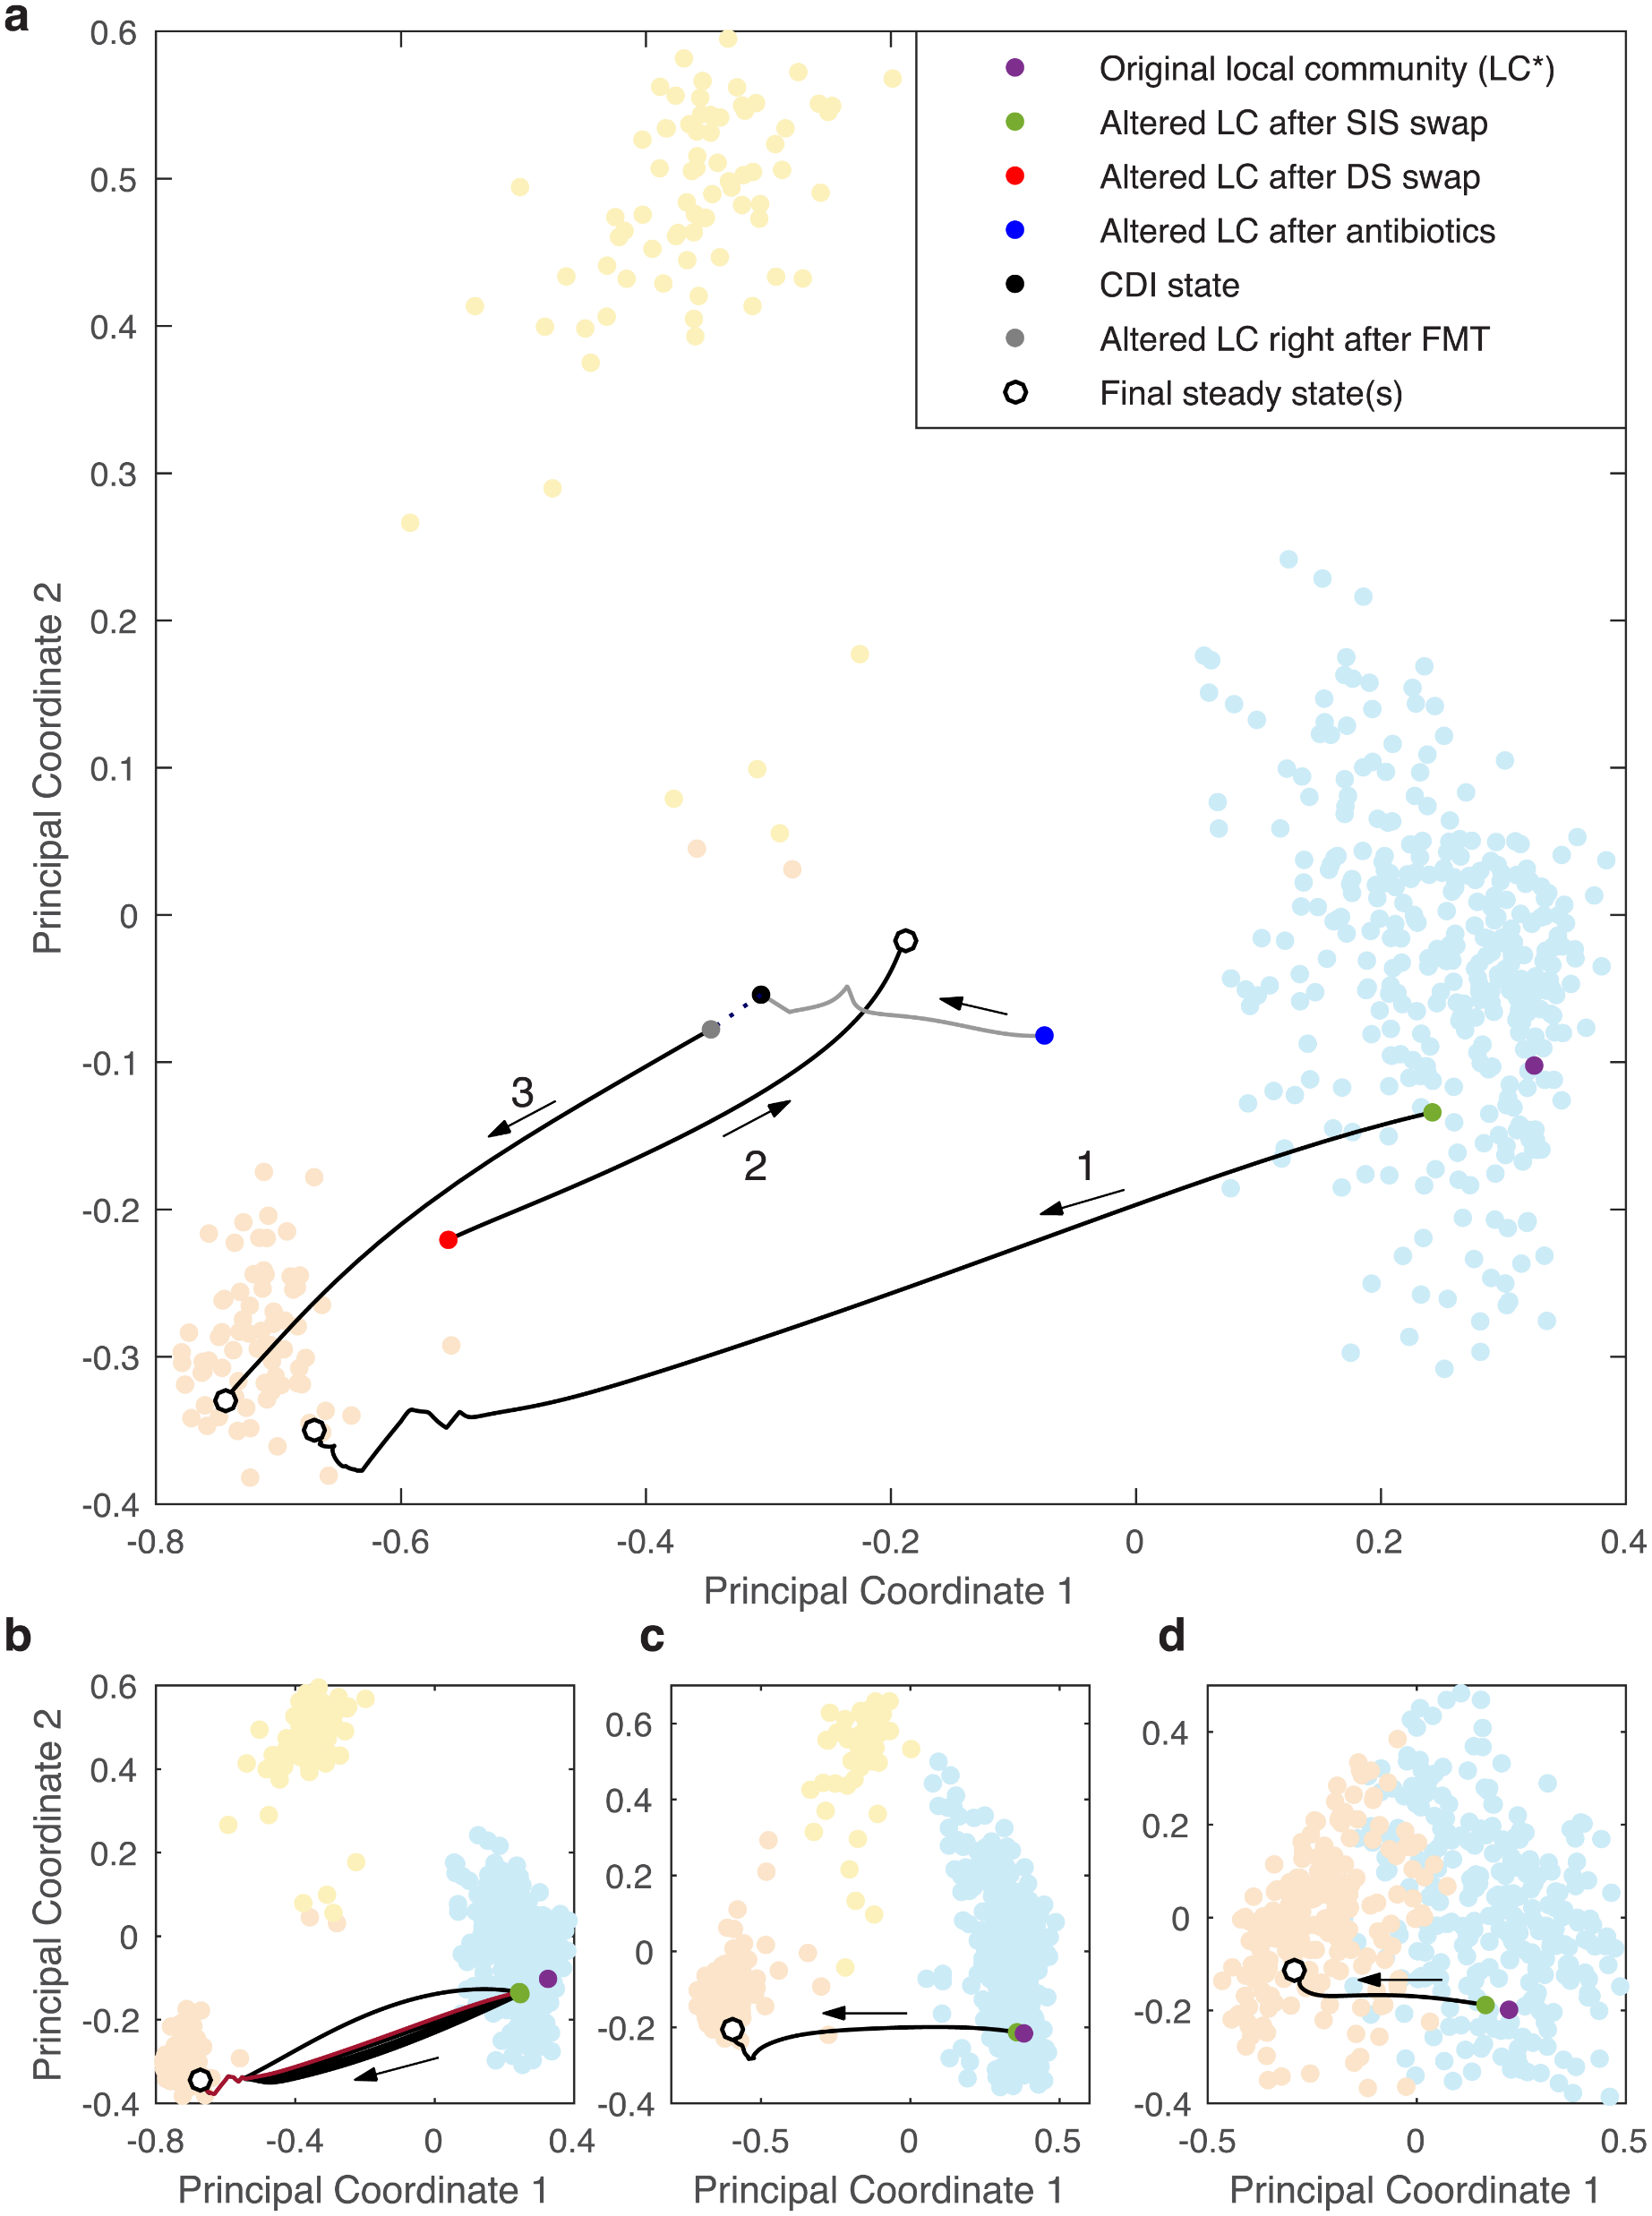 a
0.6
0.5
0.4
0.3
0.2
0.1
0
-0.1
-0.2
-0.3
-0.4
Principal Coordinate 2
Original local community (LC*)
Altered LC after SIS swap
Altered LC after DS swap
Altered LC after antibiotics
CDI state
Altered LC right after FMT
Final steady state(s)
3
2
1
-0.8 -0.6 -0.4 -0.2 0 0.2 0.4
Principal Coordinate 1
b
0.6
0.4
0.2
0
-0.2
-0.4
Principal Coordinate 2
-0.8 -0.4 0 0.4
Principal Coordinate 1
c
0.6
0.4
0.2
0
-0.2
-0.4
-0.5 0 0.5
Principal Coordinate 1
d
0.4
0.2
0
-0.2
-0.4
-0.5 0 0.5
Principal Coordinate 1